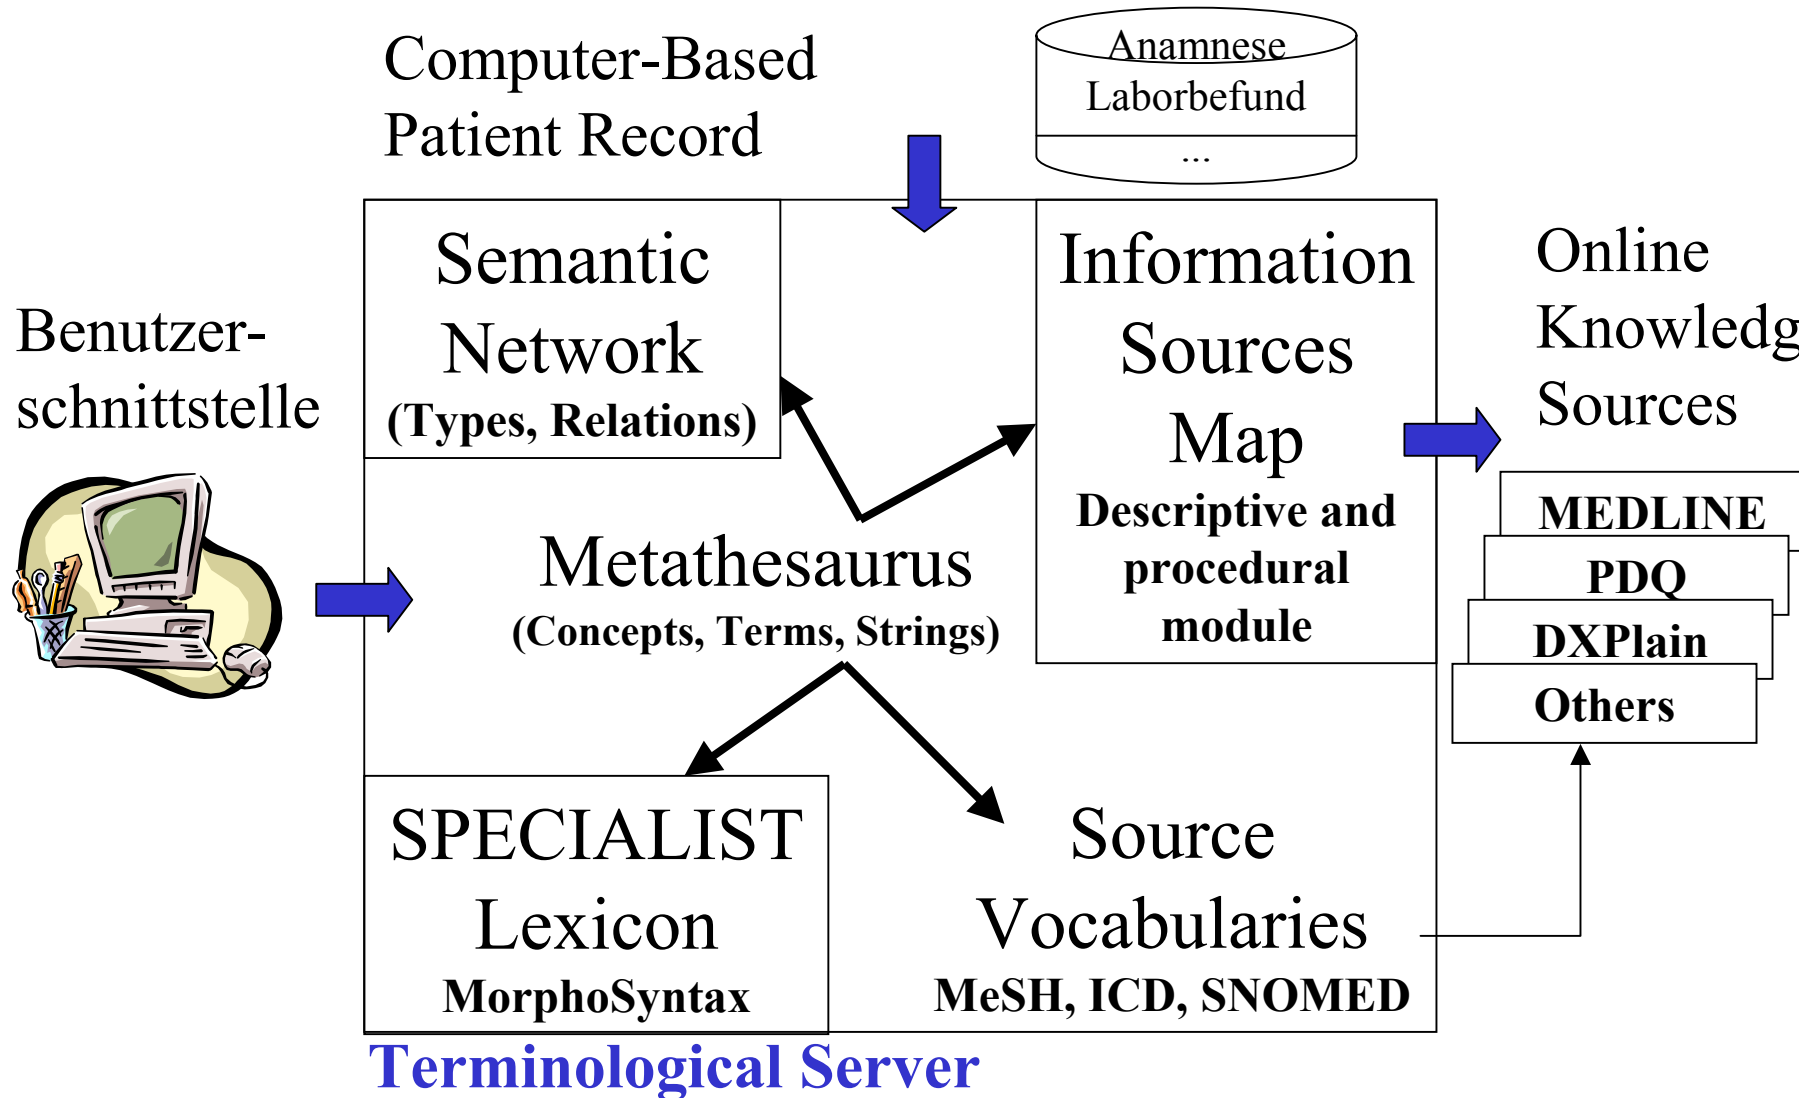 Computer-Based
Patient Record
Anamnese
Laborbefund
...
Benutzer-
schnittstelle
Semantic
Network
(Types, Relations)
Information
Sources
Map
Descriptive and
procedural
module
Online
Knowledg
Sources
MEDLINE
PDQ
DXPlain
Others
Metathesaurus
(Concepts, Terms, Strings)
SPECIALIST
Lexicon
MorphoSyntax
Source
Vocabularies
MeSH, ICD, SNOMED
Terminological Server